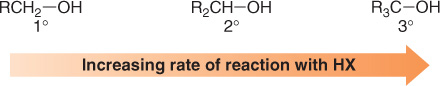 RCH₂–OH R₂CH–OH R₃C–OH
1° 2° 3°
Increasing rate of reaction with HX